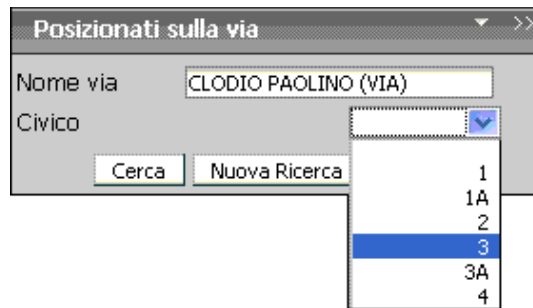 Posizionati sulla via
Nome via CLODIO PAOLINO (VIA)
Civico
Cerca Nuova Ricerca
1
1A
2
3
3A
4